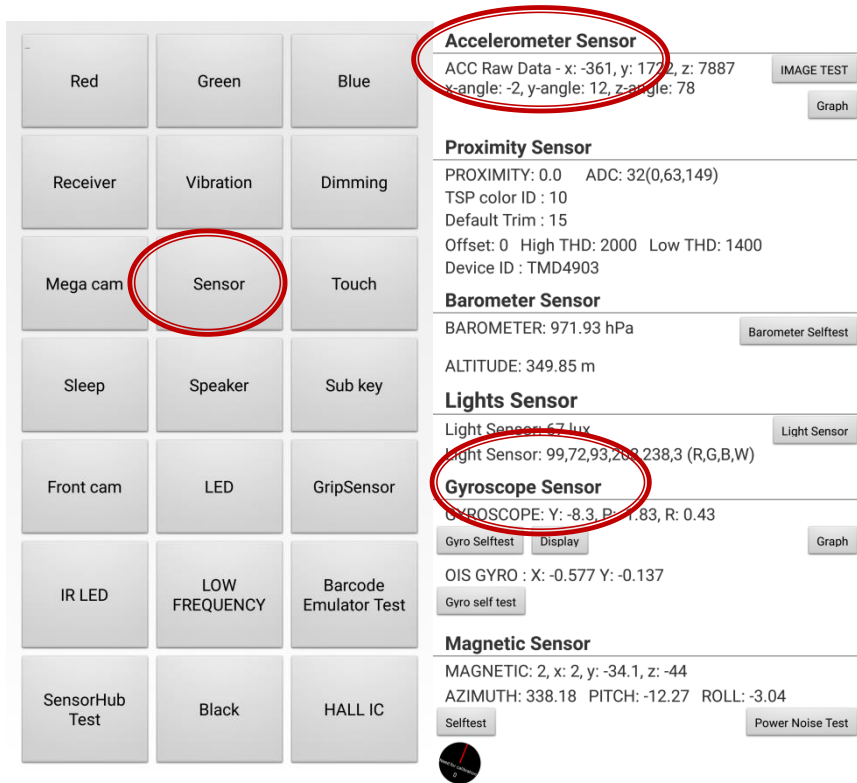 Red
Green
Blue
Receiver
Vibration
Dimming
Mega cam
Sensor
Touch
Sleep
Speaker
Sub key
Front cam
LED
GripSensor
IR LED
LOW
FREQUENCY
Barcode
Emulator Test
SensorHub
Test
Black
HALL IC
Accelerometer Sensor
ACC Raw Data - x: -361, y: 1722, z: 7887
x-angle: -2, y-angle: 12, z-angle: 78
IMAGE TEST
Graph
Proximity Sensor
PROXIMITY: 0.0 ADC: 32(0,63,149)
TSP color ID : 10
Default Trim : 15
Offset: 0 High THD: 2000 Low THD: 1400
Device ID : TMD4903
Barometer Sensor
BAROMETER: 971.93 hPa
Barometer Selftest
ALTITUDE: 349.85 m
Lights Sensor
Light Sensor: 67 lux
Light Sensor
Light Sensor: 99,72,93, 238,3 (R,G,B,W)
Gyroscope Sensor
GYROSCOPE: Y: -8.3, P: 1.83, R: 0.43
Gyro Selftest
Display
Graph
OIS GYRO : X: -0.577 Y: -0.137
Gyro self test
Magnetic Sensor
MAGNETIC: 2, x: 2, y: -34.1, z: -44
AZIMUTH: 338.18 PITCH: -12.27 ROLL: -3.04
Selftest
Power Noise Test
Need for calibration
0